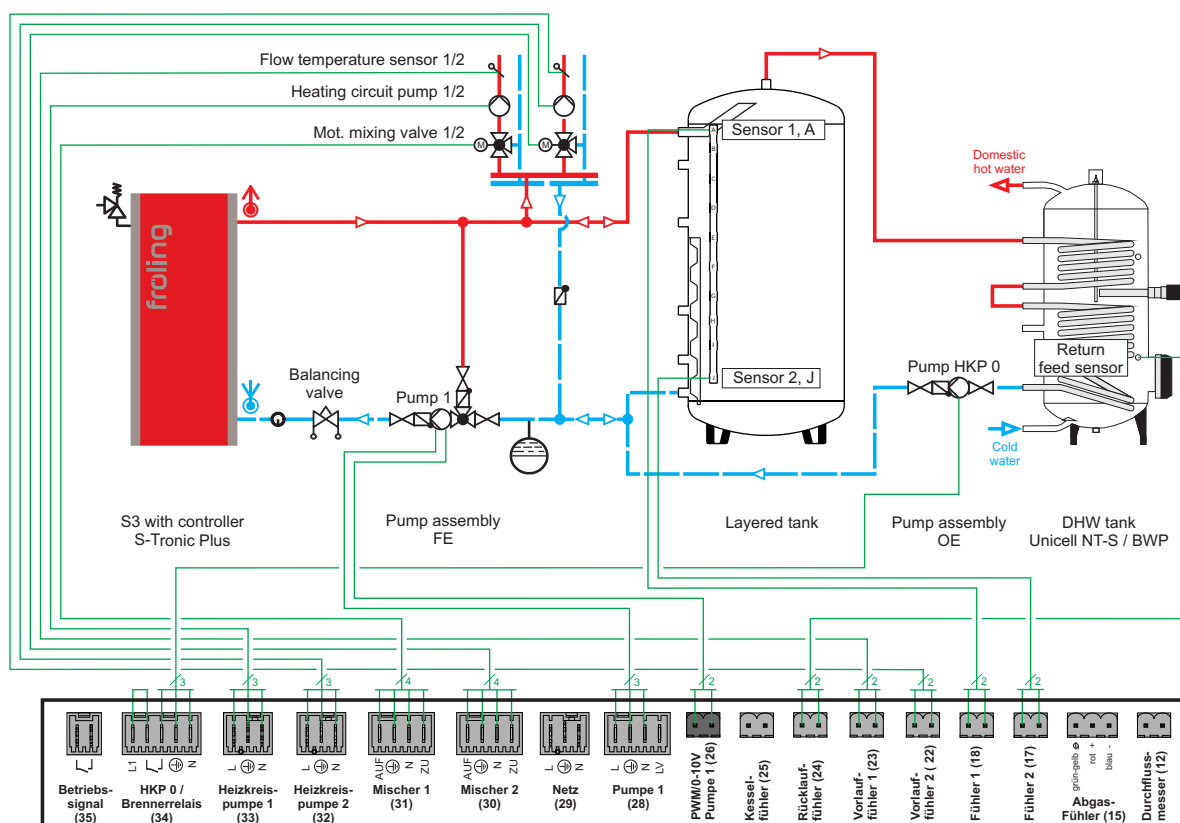 Flow temperature sensor 1/2
Heating circuit pump 1/2
Mot. mixing valve 1/2
M
M
fröling
Balancing
valve
Pump 1
Sensor 1, A
A
B
C
D
E
F
G
H
I
J
Sensor 2, J
Domestic
hot water
Return
feed sensor
Pump HKP 0
Cold
water
S3 with controller
S-Tronic Plus
Pump assembly
FE
Layered tank
Pump assembly
OE
DHW tank
Unicell NT-S / BWP
3
3
3
4
4
3
2
2
2
2
2
2
L1
N
L
N
L
N
AUF
N
ZU
AUF
N
ZU
L
N
L
N
LV
grün-gelb
rot +
blau -
Betriebs-
signal
(35)
HKP 0 /
Brennerrelais
(34)
Heizkreis-
pumpe 1
(33)
Heizkreis-
pumpe 2
(32)
Mischer 1
(31)
Mischer 2
(30)
Netz
(29)
Pumpe 1
(28)
PWM/0-10V
Pumpe 1 (26)
Kessel-
fühler (25)
Rücklauf-
fühler (24)
Vorlauf-
fühler 1 (23)
Vorlauf-
fühler 2 ( 22)
Fühler 1 (18)
Fühler 2 (17)
Abgas-
Fühler (15)
Durchfluss-
messer (12)